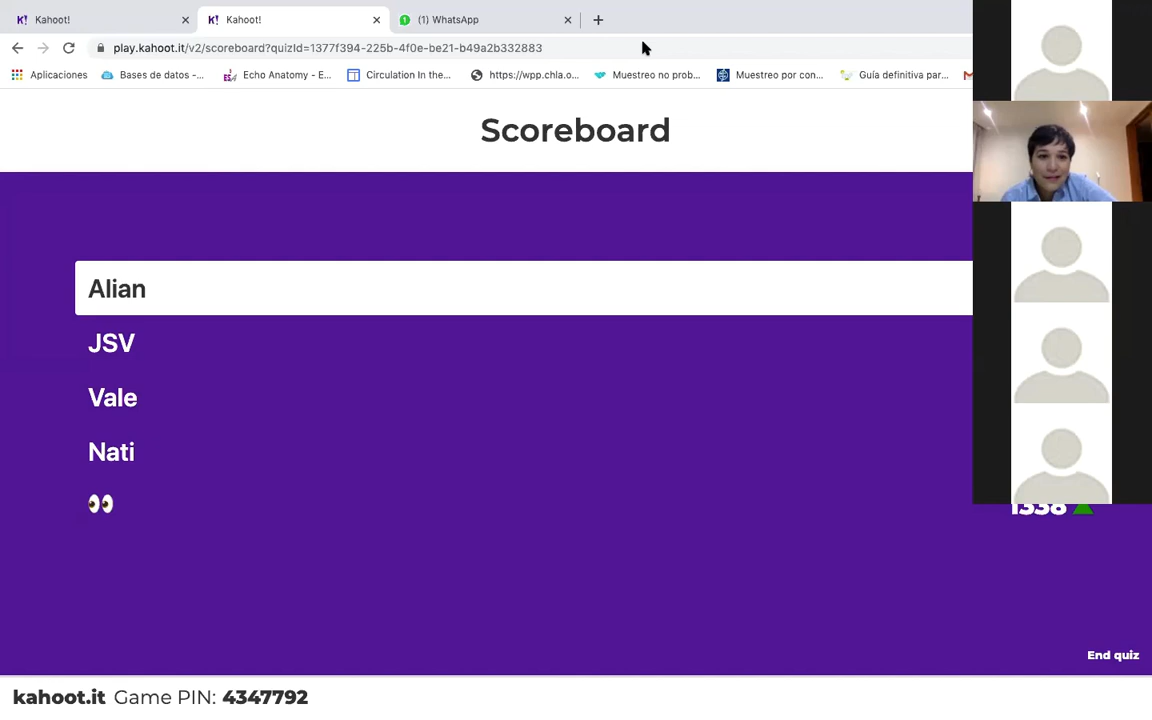 Kahoot!
Kahoot!
(1) WhatsApp
play.kahoot.it/v2/scoreboard?quizId=1377f394-225b-4f0e-be21-b49a2b332883
Aplicaciones
Bases de datos -...
Echo Anatomy - E...
Circulation In the...
https://wpp.chla.o...
Muestreo no prob...
Muestreo por con...
Guía definitiva par...
Scoreboard
Alian
JSV
Vale
Nati
1338
End quiz
kahoot.it Game PIN: 4347792